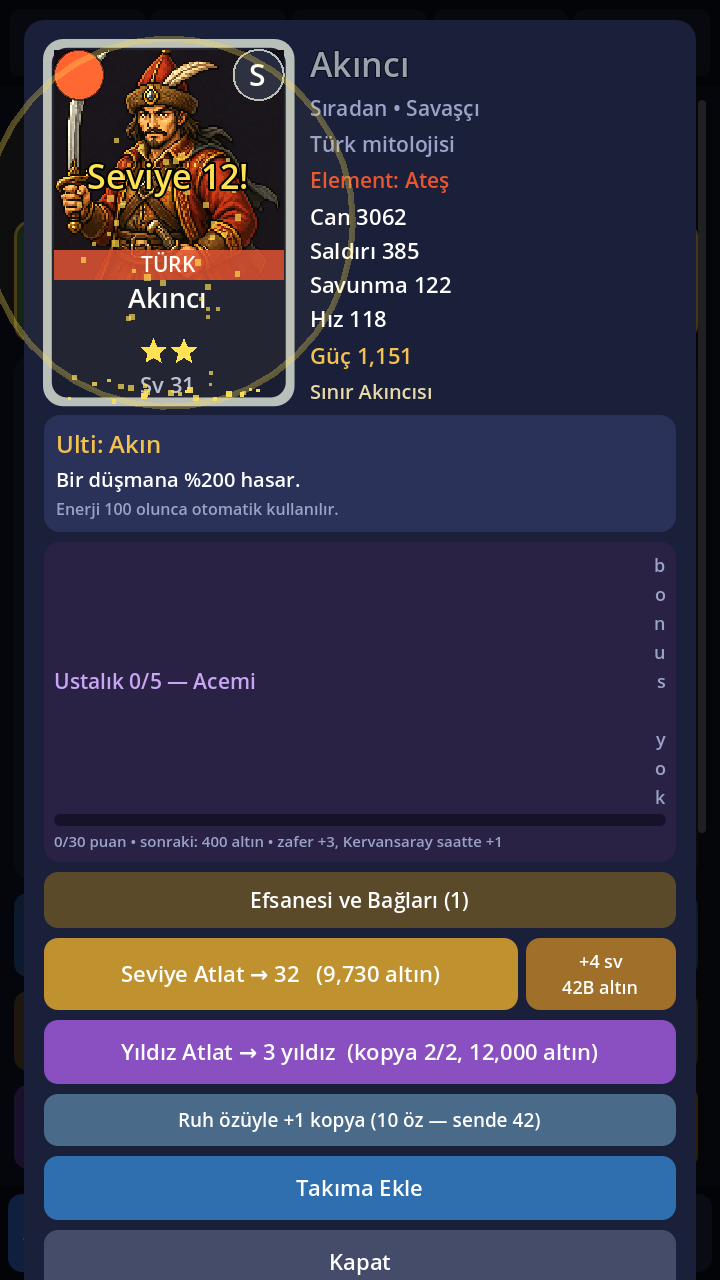 S
Seviye 12!
TÜRK
Akıncı
Sv 31
Akıncı
Sıradan • Savaşçı
Türk mitolojisi
Element: Ateş
Can 3062
Saldırı 385
Savunma 122
Hız 118
Güç 1,151
Sınır Akıncısı
Ulti: Akın
Bir düşmana %200 hasar.
Enerji 100 olunca otomatik kullanılır.
Ustalık 0/5 — Acemi
b
o
n
u
s
y
o
k
0/30 puan • sonraki: 400 altın • zafer +3, Kervansaray saatte +1
Efsanesi ve Bağları (1)
Seviye Atlat → 32 (9,730 altın)
+4 sv
42B altın
Yıldız Atlat → 3 yıldız (kopya 2/2, 12,000 altın)
Ruh özüyle +1 kopya (10 öz — sende 42)
Takıma Ekle
Kapat